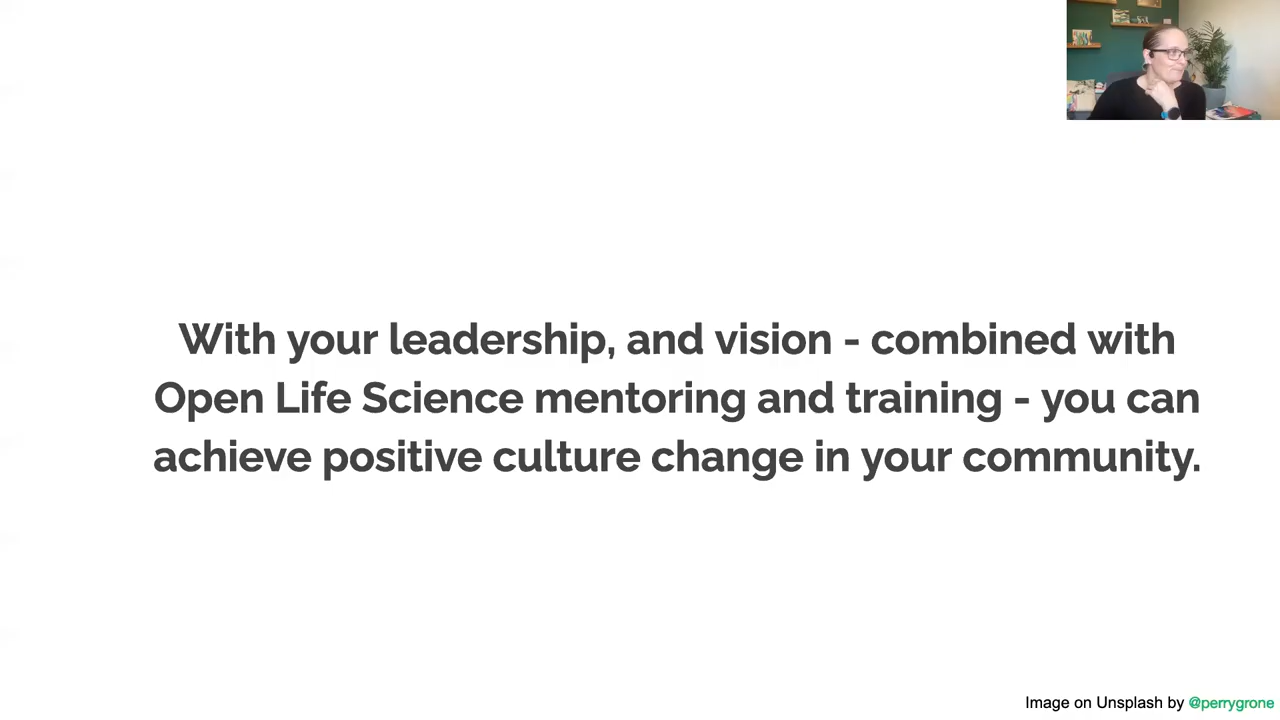 With your leadership, and vision - combined with
Open Life Science mentoring and training - you can
achieve positive culture change in your community.
Image on Unsplash by @perrygrone